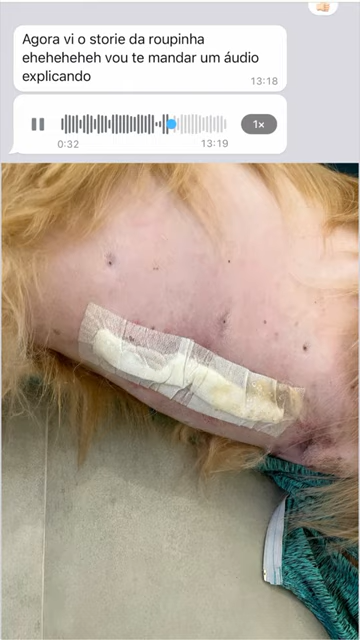 Agora vi o storie da roupinha
eheheheheh vou te mandar um áudio
explicando
13:18
1×
0:32
13:19